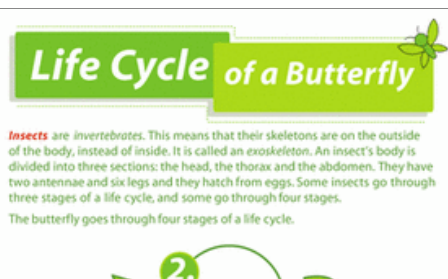 Life Cycle of a Butterfly
Insects are invertebrates. This means that their skeletons are on the outside
of the body, instead of inside. It is called an exoskeleton. An insect's body is
divided into three sections: the head, the thorax and the abdomen. They have
two antennae and six legs and they hatch from eggs. Some insects go through
three stages of a life cycle, and some go through four stages.
The butterfly goes through four stages of a life cycle.
2.